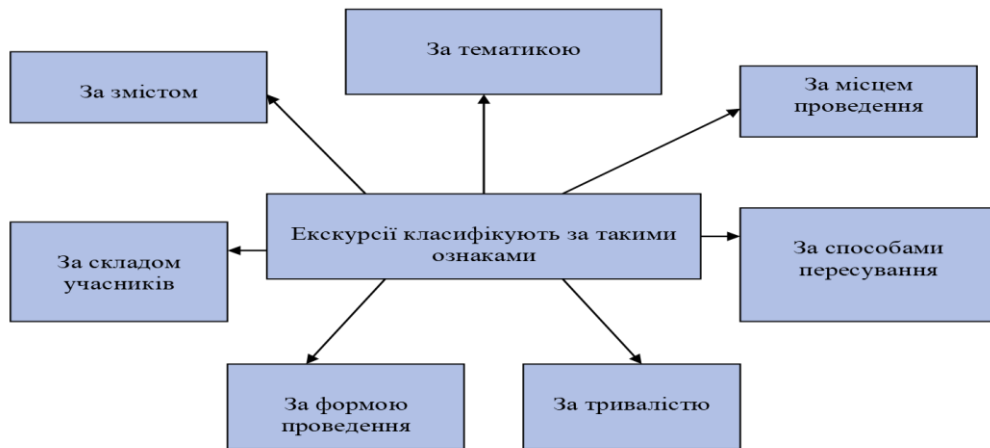 За тематикою
За змістом
За місцем
проведення
Екскурсії класифікують за такими
ознаками
За складом
учасників
За способами
пересування
За формою
проведення
За тривалістю